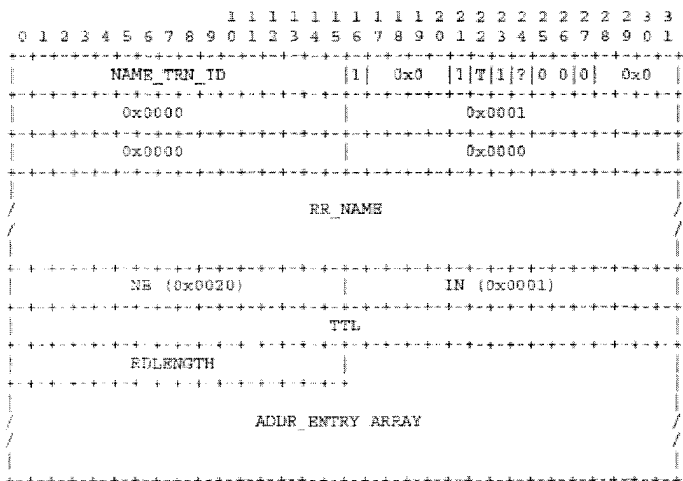 1 1 1 1 1 1 1 1 1 1 2 2 2 2 2 2 2 2 2 2 3 3
0 1 2 3 4 5 6 7 8 9 0 1 2 3 4 5 6 7 8 9 0 1 2 3 4 5 6 7 8 9 0 1
+-+-+-+-+-+-+-+-+-+-+-+-+-+-+-+-+-+-+-+-+-+-+-+-+-+-+-+-+-+-+-+-+
| NAME_TRN_ID |1| 0x0 |1|T|1|?|0 0|0| 0x0 |
+-+-+-+-+-+-+-+-+-+-+-+-+-+-+-+-+-+-+-+-+-+-+-+-+-+-+-+-+-+-+-+-+
| 0x0000 | 0x0001 |
+-+-+-+-+-+-+-+-+-+-+-+-+-+-+-+-+-+-+-+-+-+-+-+-+-+-+-+-+-+-+-+-+
| 0x0000 | 0x0000 |
+-+-+-+-+-+-+-+-+-+-+-+-+-+-+-+-+-+-+-+-+-+-+-+-+-+-+-+-+-+-+-+-+
/ RR_NAME /
+-+-+-+-+-+-+-+-+-+-+-+-+-+-+-+-+-+-+-+-+-+-+-+-+-+-+-+-+-+-+-+-+
| NB (0x0020) | IN (0x0001) |
+-+-+-+-+-+-+-+-+-+-+-+-+-+-+-+-+-+-+-+-+-+-+-+-+-+-+-+-+-+-+-+-+
| TTL |
+-+-+-+-+-+-+-+-+-+-+-+-+-+-+-+-+-+-+-+-+-+-+-+-+-+-+-+-+-+-+-+-+
| RDLENGTH |
+-+-+-+-+-+-+-+-+-+-+-+-+-+-+-+-+
/ ADDR_ENTRY ARRAY /
+-+-+-+-+-+-+-+-+-+-+-+-+-+-+-+-+-+-+-+-+-+-+-+-+-+-+-+-+-+-+-+-+